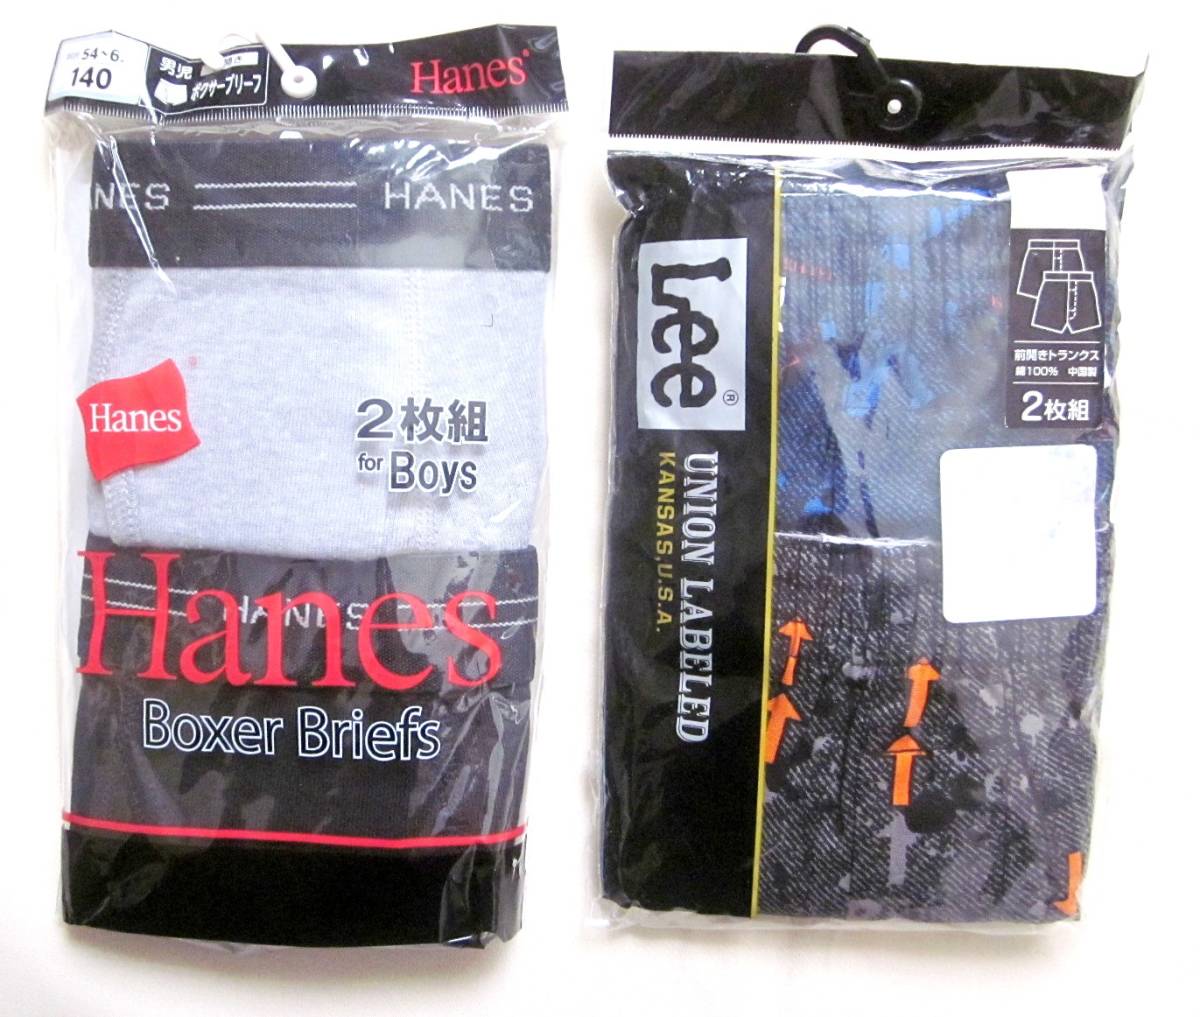 54~6
140
男児
ボクサーブリーフ
Hanes
NES HANES
Hanes
2枚組
for Boys
HANES
Hanes
Boxer Briefs
Lee®
UNION LABELED
KANSAS,U.S.A.
前開きトランクス
綿100% 中国製
2枚組